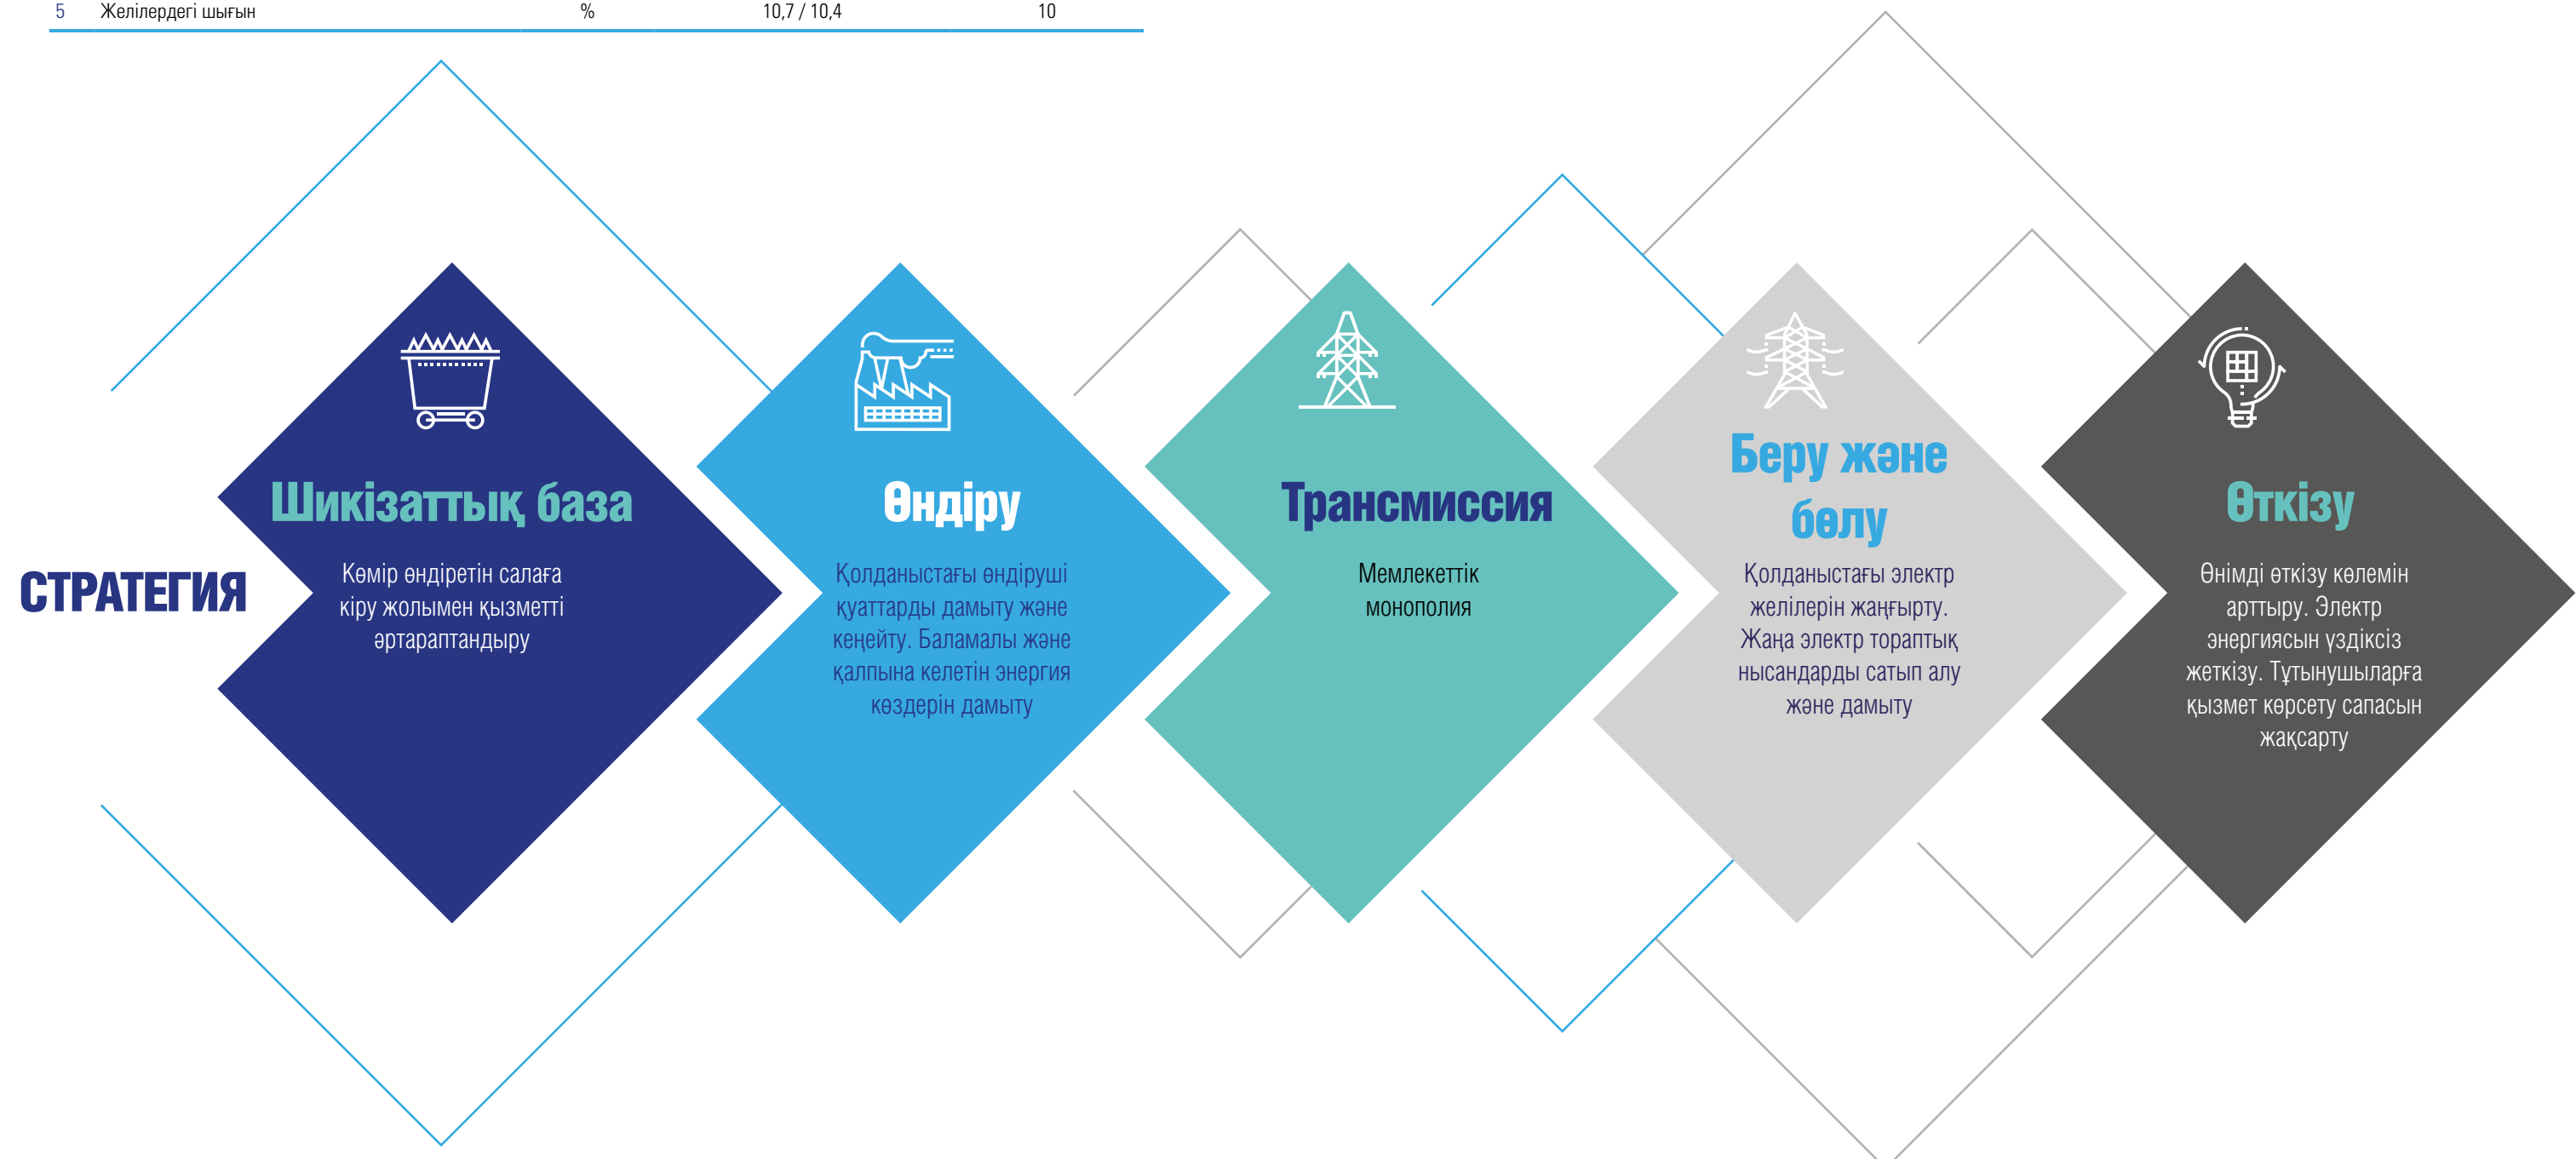 5 Желілердегі шығын % 10,7 / 10,4 10
СТРАТЕГИЯ
Шикізаттық база
Көмір өндіретін салаға
кіру жолымен қызметті
әртараптандыру
Өндіру
Қолданыстағы өндіруші
қуаттарды дамыту және
кеңейту. Баламалы және
қалпына келетін энергия
көздерін дамыту
Трансмиссия
Мемлекеттік
монополия
Беру және
бөлу
Қолданыстағы электр
желілерін жаңғырту.
Жаңа электр тораптық
нысандарды сатып алу
және дамыту
Өткізу
Өнімді өткізу көлемін
арттыру. Электр
энергиясын үздіксіз
жеткізу. Тұтынушыларға
қызмет көрсету сапасын
жақсарту